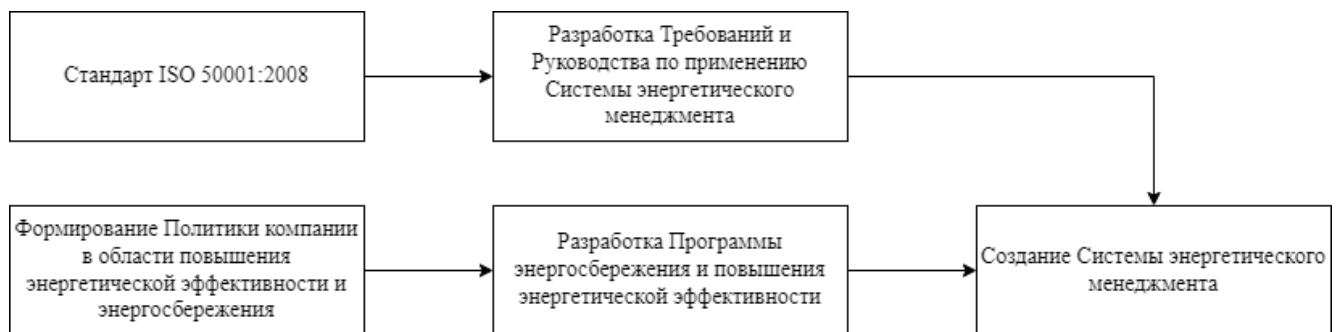 Стандарт ISO 50001:2008
Разработка Требований и
Руководства по применению
Системы энергетического
менеджмента
Формирование Политики компании
в области повышения
энергетической эффективности и
энергосбережения
Разработка Программы
энергосбережения и повышения
энергетической эффективности
Создание Системы энергетического
менеджмента